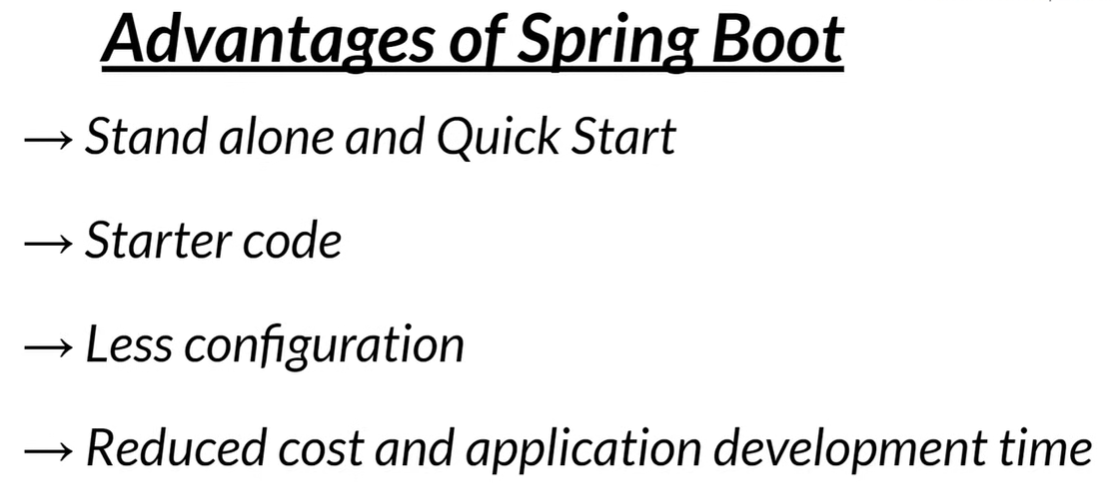 Advantages of Spring Boot
→ Stand alone and Quick Start
→ Starter code
→ Less configuration
→ Reduced cost and application development time